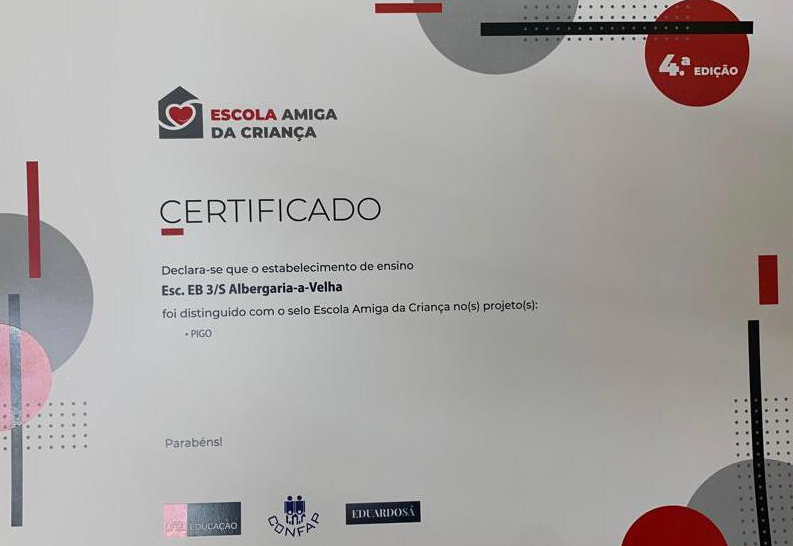 4.ª EDIÇÃO
ESCOLA AMIGA
DA CRIANÇA
CERTIFICADO
Declara-se que o estabelecimento de ensino
Esc. EB 3/S Albergaria-a-Velha
foi distinguido com o selo Escola Amiga da Criança no(s) projeto(s):
• PIGO
Parabéns!
EDUCAÇÃO
CONFAP
EDUARDOSÁ